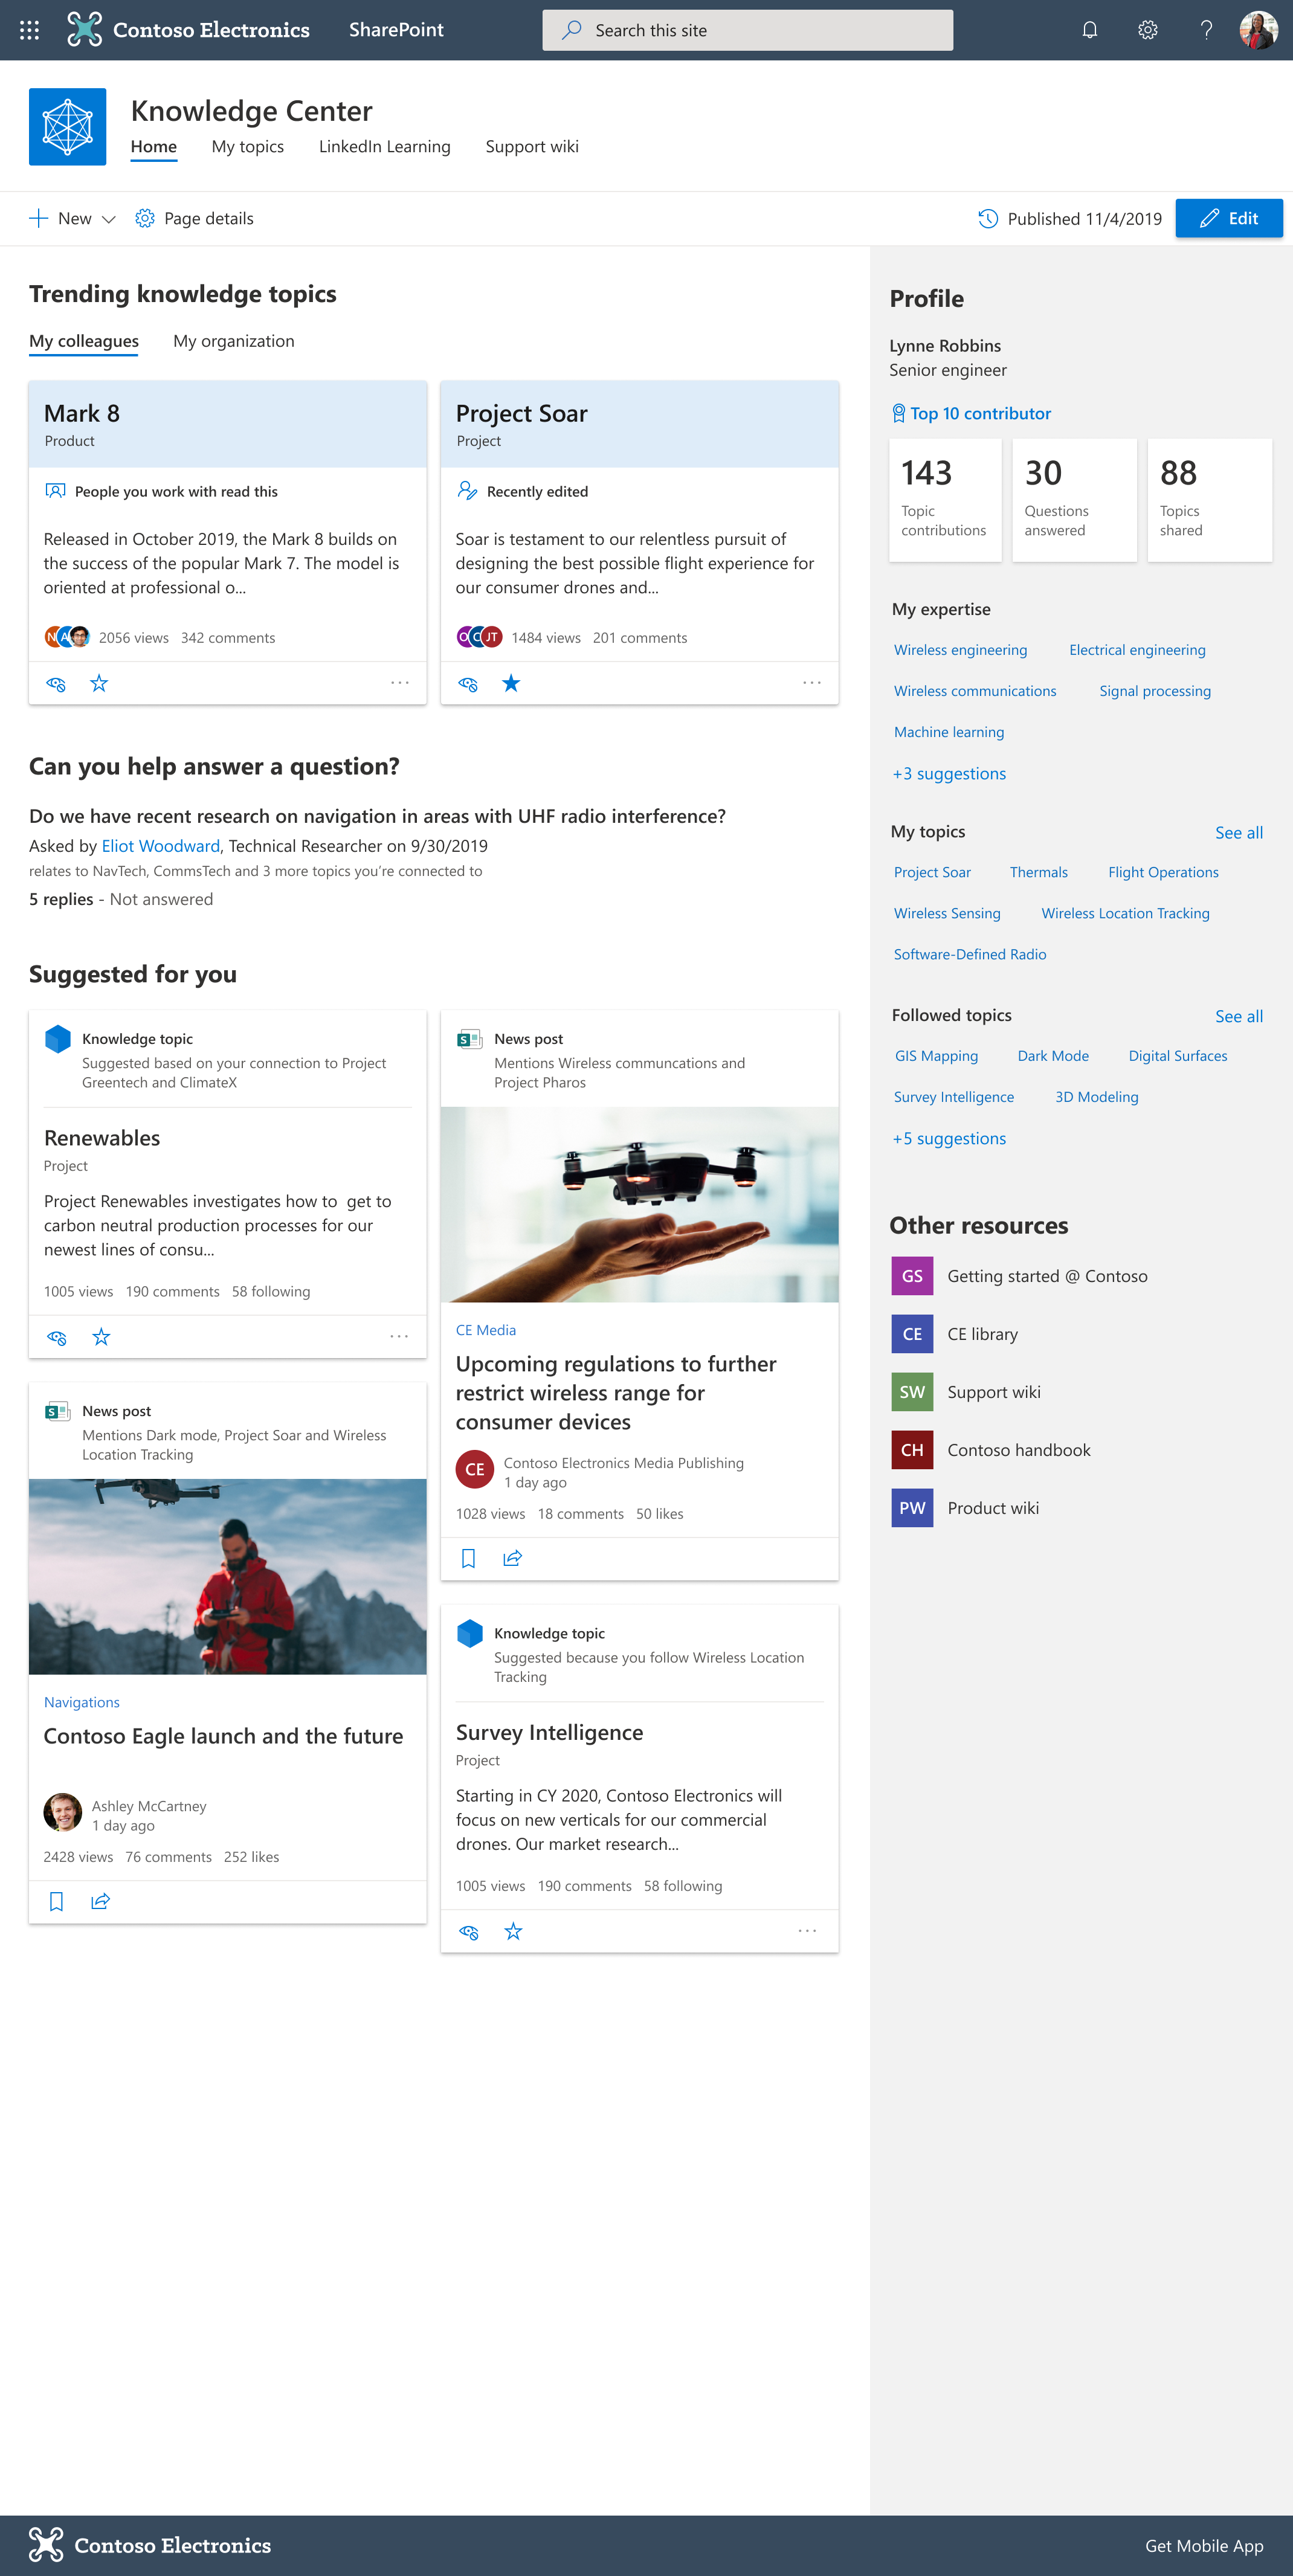 Contoso Electronics
SharePoint
Search this site
Knowledge Center
Home
My topics
LinkedIn Learning
Support wiki
New
Page details
Published 11/4/2019
Edit
Trending knowledge topics
My colleagues
My organization
Mark 8
Product
People you work with read this
Released in October 2019, the Mark 8 builds on
the success of the popular Mark 7. The model is
oriented at professional o...
N A
2056 views 342 comments
Project Soar
Project
Recently edited
Soar is testament to our relentless pursuit of
designing the best possible flight experience for
our consumer drones and...
JT
1484 views 201 comments
Can you help answer a question?
Do we have recent research on navigation in areas with UHF radio interference?
Asked by Eliot Woodward, Technical Researcher on 9/30/2019
relates to NavTech, CommsTech and 3 more topics you’re connected to
5 replies - Not answered
Suggested for you
Knowledge topic
Suggested based on your connection to Project
Greentech and ClimateX
Renewables
Project
Project Renewables investigates how to  get to
carbon neutral production processes for our
newest lines of consu...
1005 views 190 comments 58 following
News post
Mentions Dark mode, Project Soar and Wireless
Location Tracking
Navigations
Contoso Eagle launch and the future
Ashley McCartney
1 day ago
2428 views 76 comments 252 likes
S
News post
Mentions Wireless communcations and
Project Pharos
CE Media
Upcoming regulations to further
restrict wireless range for
consumer devices
CE
Contoso Electronics Media Publishing
1 day ago
1028 views 18 comments 50 likes
Knowledge topic
Suggested because you follow Wireless Location
Tracking
Survey Intelligence
Project
Starting in CY 2020, Contoso Electronics will
focus on new verticals for our commercial
drones. Our market research...
1005 views 190 comments 58 following
Profile
Lynne Robbins
Senior engineer
Top 10 contributor
143
Topic
contributions
30
Questions
answered
88
Topics
shared
My expertise
Wireless engineering
Electrical engineering
Wireless communications
Signal processing
Machine learning
+3 suggestions
My topics
See all
Project Soar
Thermals
Flight Operations
Wireless Sensing
Wireless Location Tracking
Software-Defined Radio
Followed topics
See all
GIS Mapping
Dark Mode
Digital Surfaces
Survey Intelligence
3D Modeling
+5 suggestions
Other resources
GS Getting started @ Contoso
CE CE library
SW Support wiki
CH Contoso handbook
PW Product wiki
Contoso Electronics
Get Mobile App